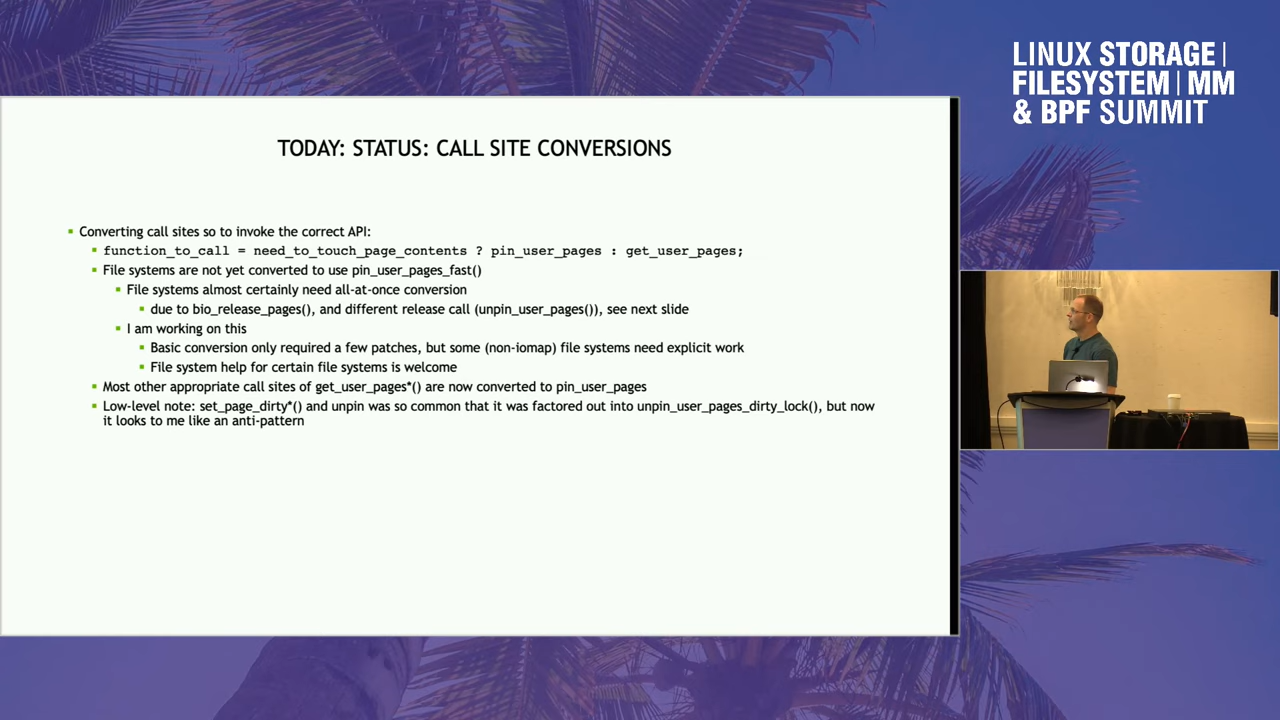 LINUX STORAGE |
FILESYSTEM | MM
& BPF SUMMIT
TODAY: STATUS: CALL SITE CONVERSIONS
Converting call sites so to invoke the correct API:
function_to_call = need_to_touch_page_contents ? pin_user_pages : get_user_pages;
File systems are not yet converted to use pin_user_pages_fast()
File systems almost certainly need all-at-once conversion
due to bio_release_pages(), and different release call (unpin_user_pages()), see next slide
I am working on this
Basic conversion only required a few patches, but some (non-iomap) file systems need explicit work
File system help for certain file systems is welcome
Most other appropriate call sites of get_user_pages*() are now converted to pin_user_pages
Low-level note: set_page_dirty*() and unpin was so common that it was factored out into unpin_user_pages_dirty_lock(), but now
it looks to me like an anti-pattern